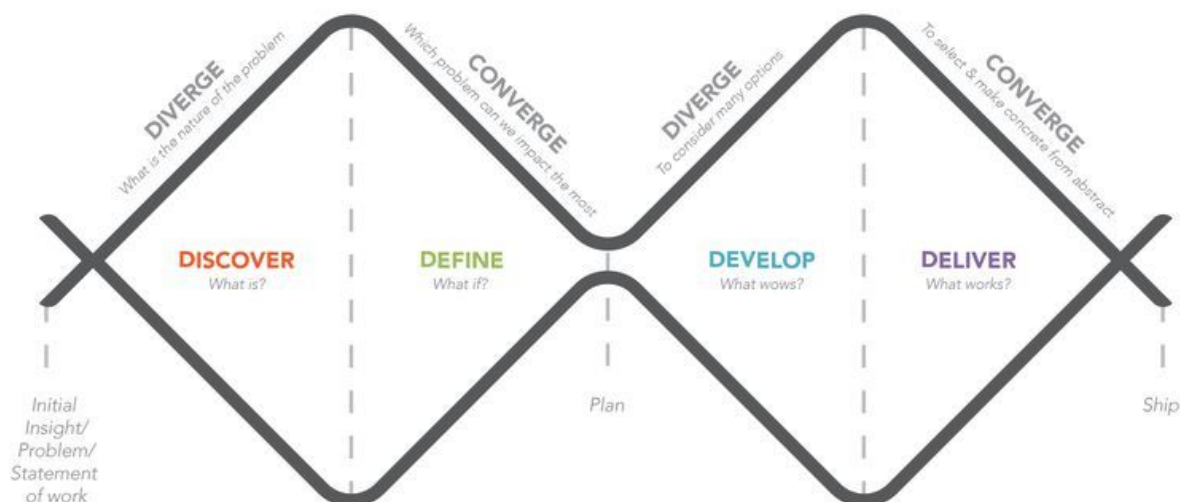 DIVERGE
What is the nature of the problem
CONVERGE
Which problem can we impact the most
DIVERGE
To consider many options
CONVERGE
To select & make concrete from abstract
DISCOVER
What is?
DEFINE
What if?
DEVELOP
What wows?
DELIVER
What works?
Initial
Insight/
Problem/
Statement
of work
Plan
Ship